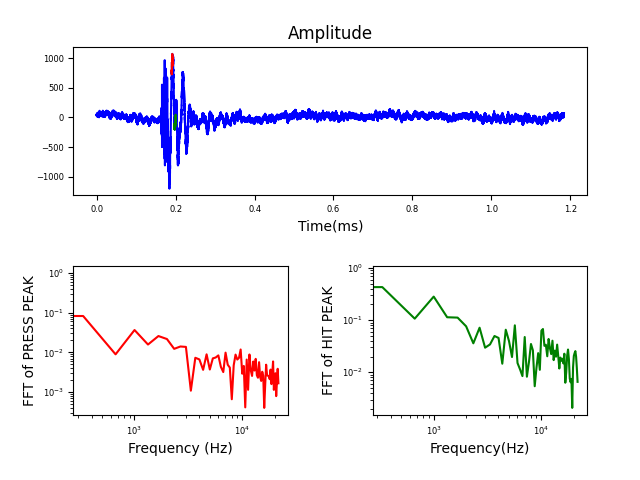 Amplitude
1000
500
0
−500
−1000
0.0 0.2 0.4 0.6 0.8 1.0 1.2
Time(ms)
FFT of PRESS PEAK
10⁰
10⁻¹
10⁻²
10⁻³
10³ 10⁴
Frequency (Hz)
FFT of HIT PEAK
10⁰
10⁻¹
10⁻²
10³ 10⁴
Frequency(Hz)